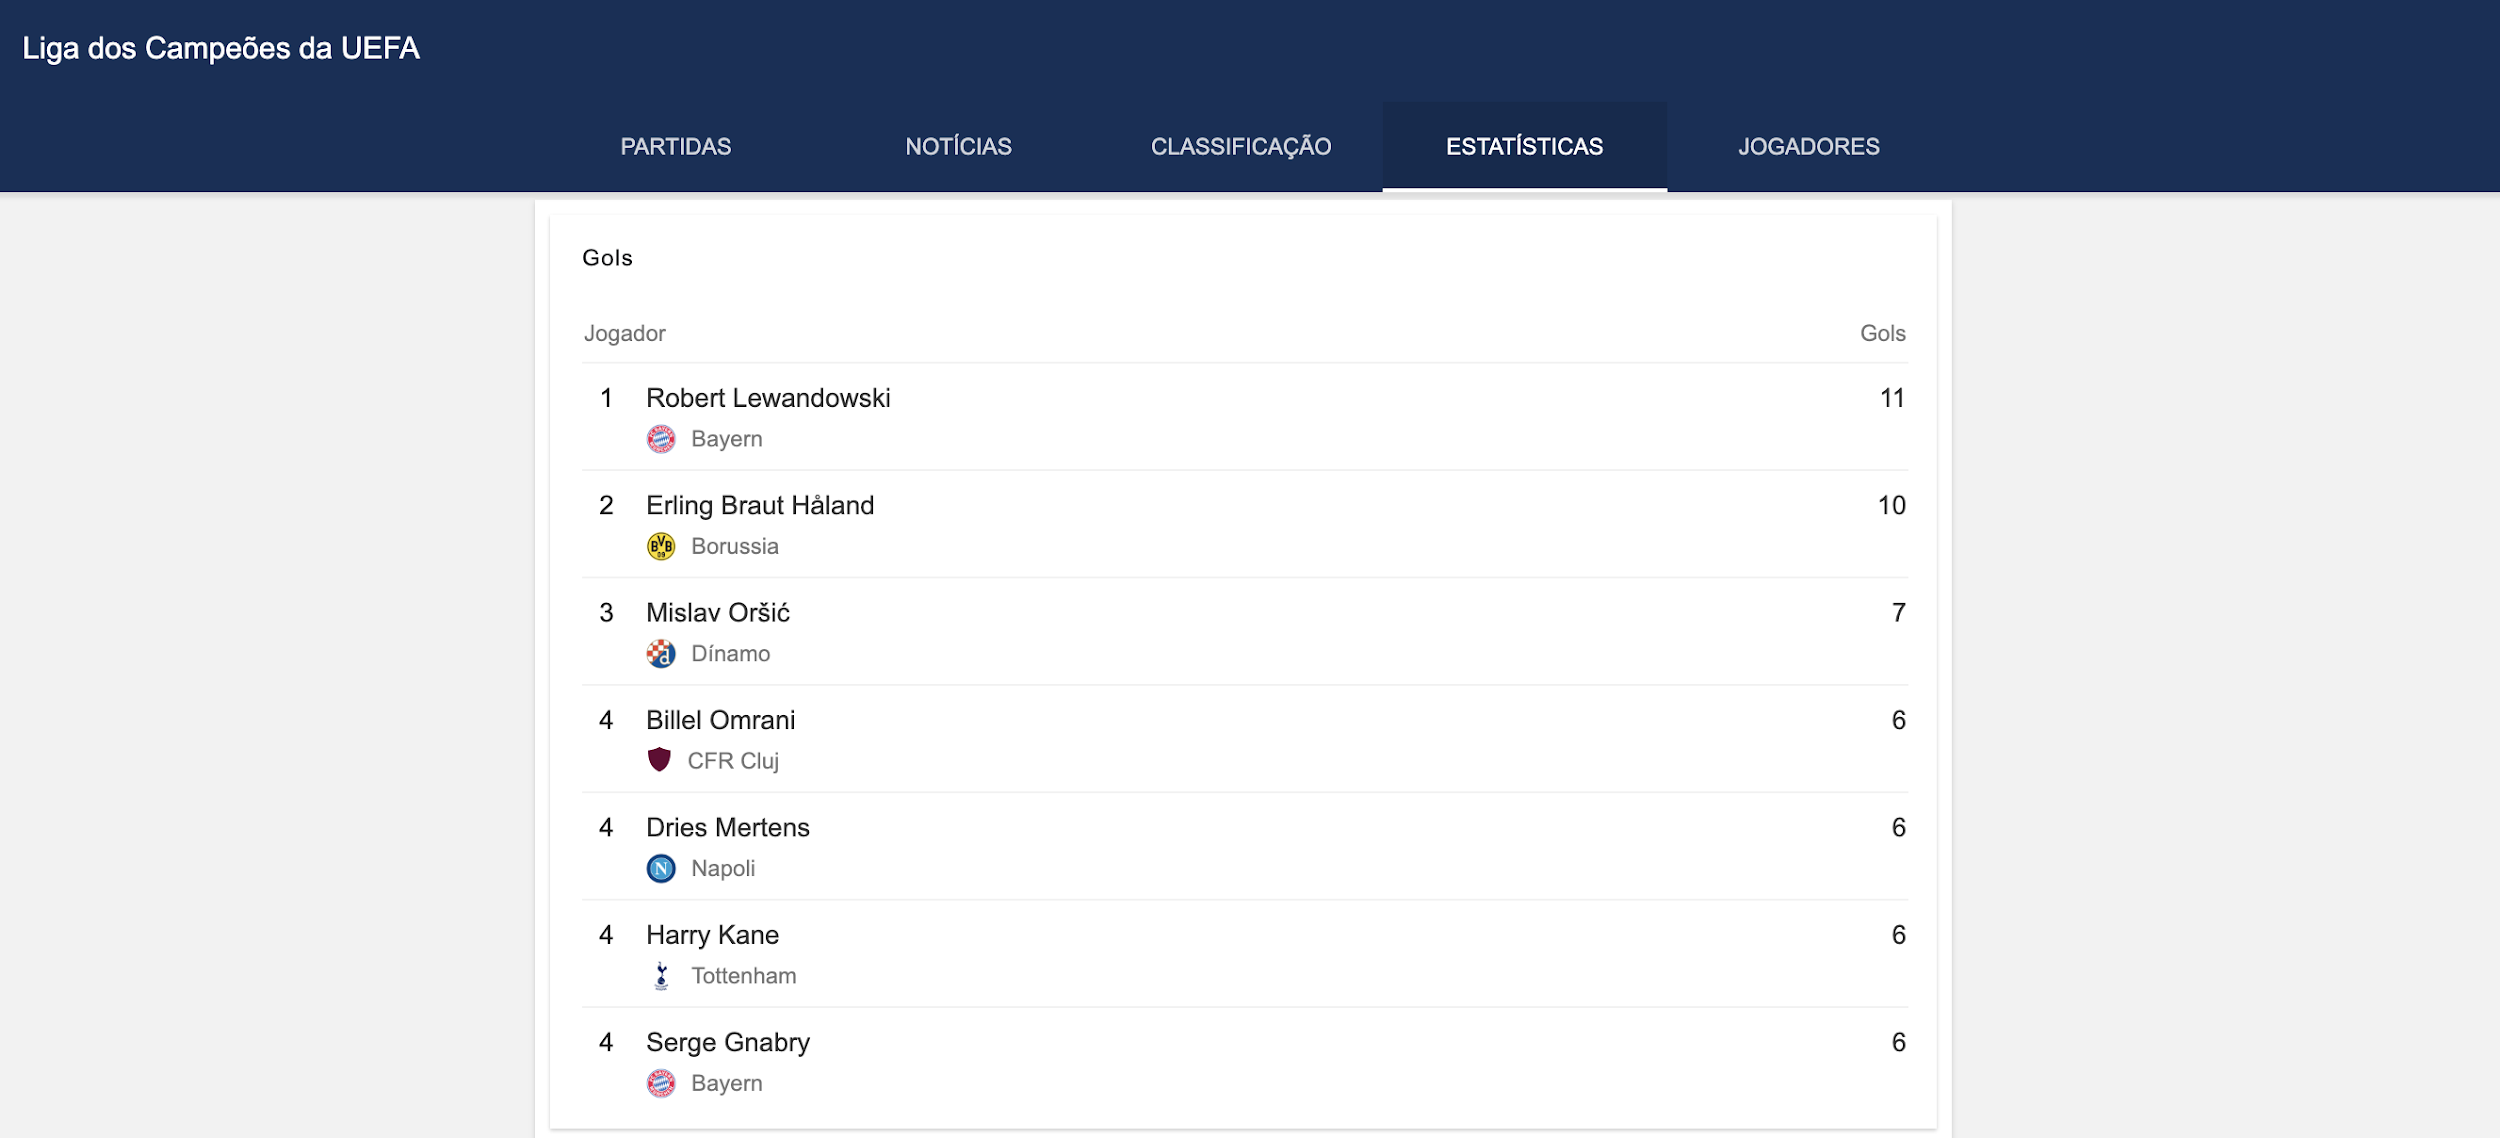 Liga dos Campeões da UEFA
PARTIDAS NOTÍCIAS CLASSIFICAÇÃO ESTATÍSTICAS JOGADORES
Gols
Jogador Gols
1 Robert Lewandowski 11
Bayern
2 Erling Braut Håland 10
BVB 09 Borussia
3 Mislav Oršić 7
d Dínamo
4 Billel Omrani 6
CFR Cluj
4 Dries Mertens 6
N Napoli
4 Harry Kane 6
Tottenham
4 Serge Gnabry 6
Bayern